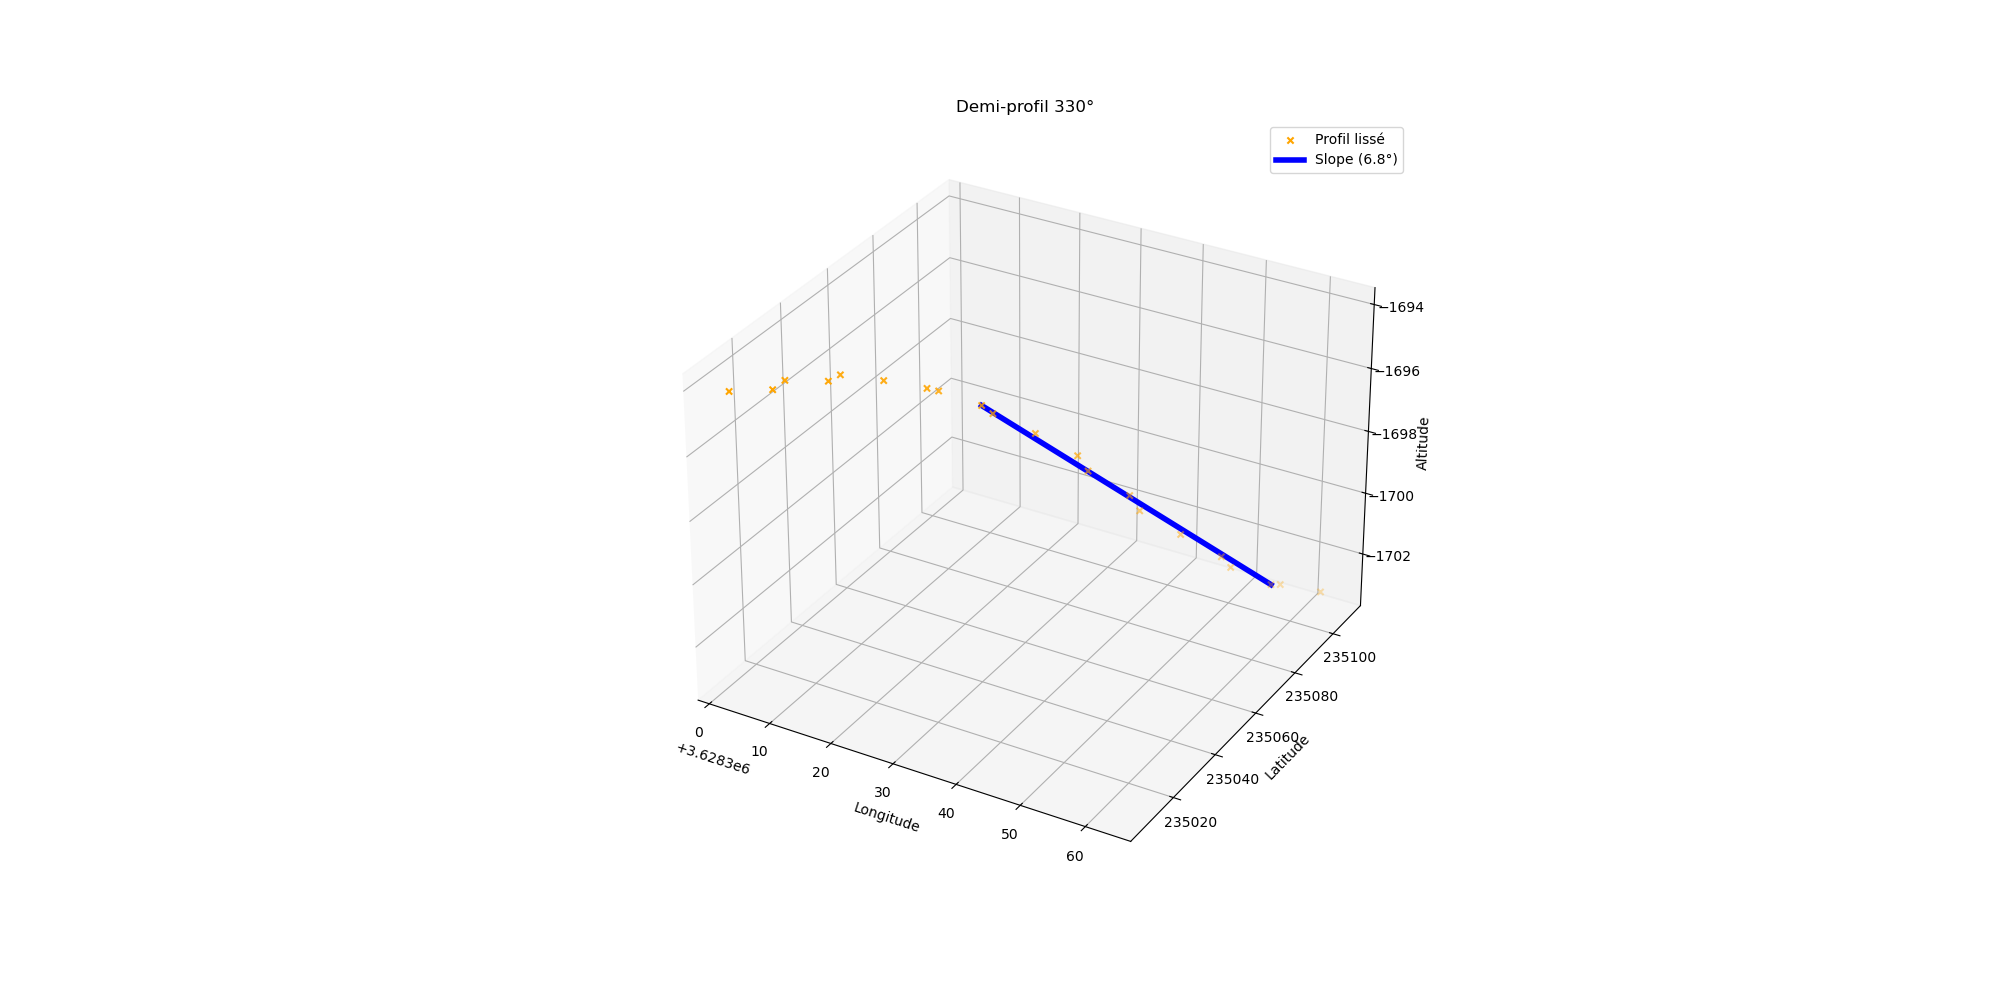 Demi-profil 330°
Profil lissé
Slope (6.8°)
−1694
−1696
−1698
−1700
−1702
Altitude
235100
235080
235060
235040
235020
Latitude
0
10
20
30
40
50
60
+3.6283e6
Longitude